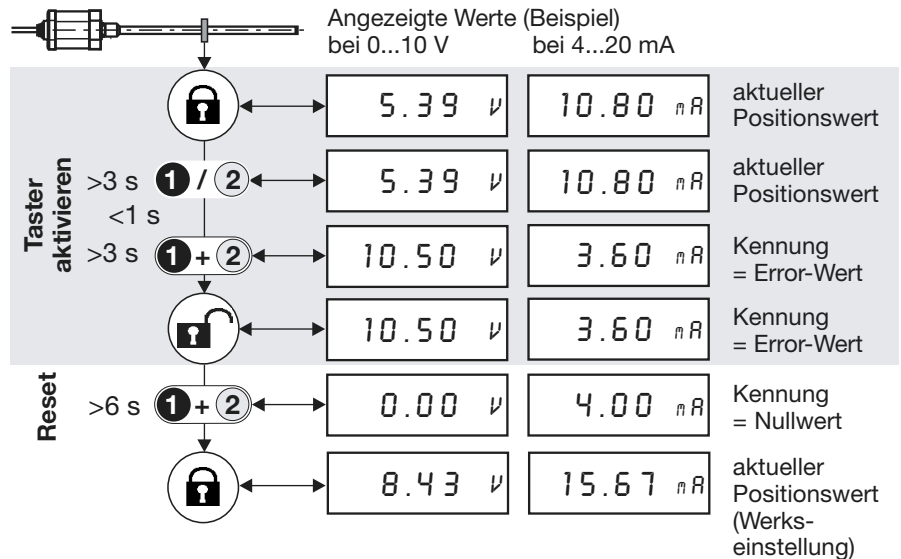 Angezeigte Werte (Beispiel)
bei 0...10 V bei 4...20 mA
Taster aktivieren
5.39 V 10.80 mA aktueller
Positionswert
>3 s 1 / 2 5.39 V 10.80 mA aktueller
Positionswert
<1 s
>3 s 1 + 2 10.50 V 3.60 mA Kennung
= Error-Wert
10.50 V 3.60 mA Kennung
= Error-Wert
Reset
>6 s 1 + 2 0.00 V 4.00 mA Kennung
= Nullwert
8.43 V 15.67 mA aktueller
Positionswert
(Werks-
einstellung)